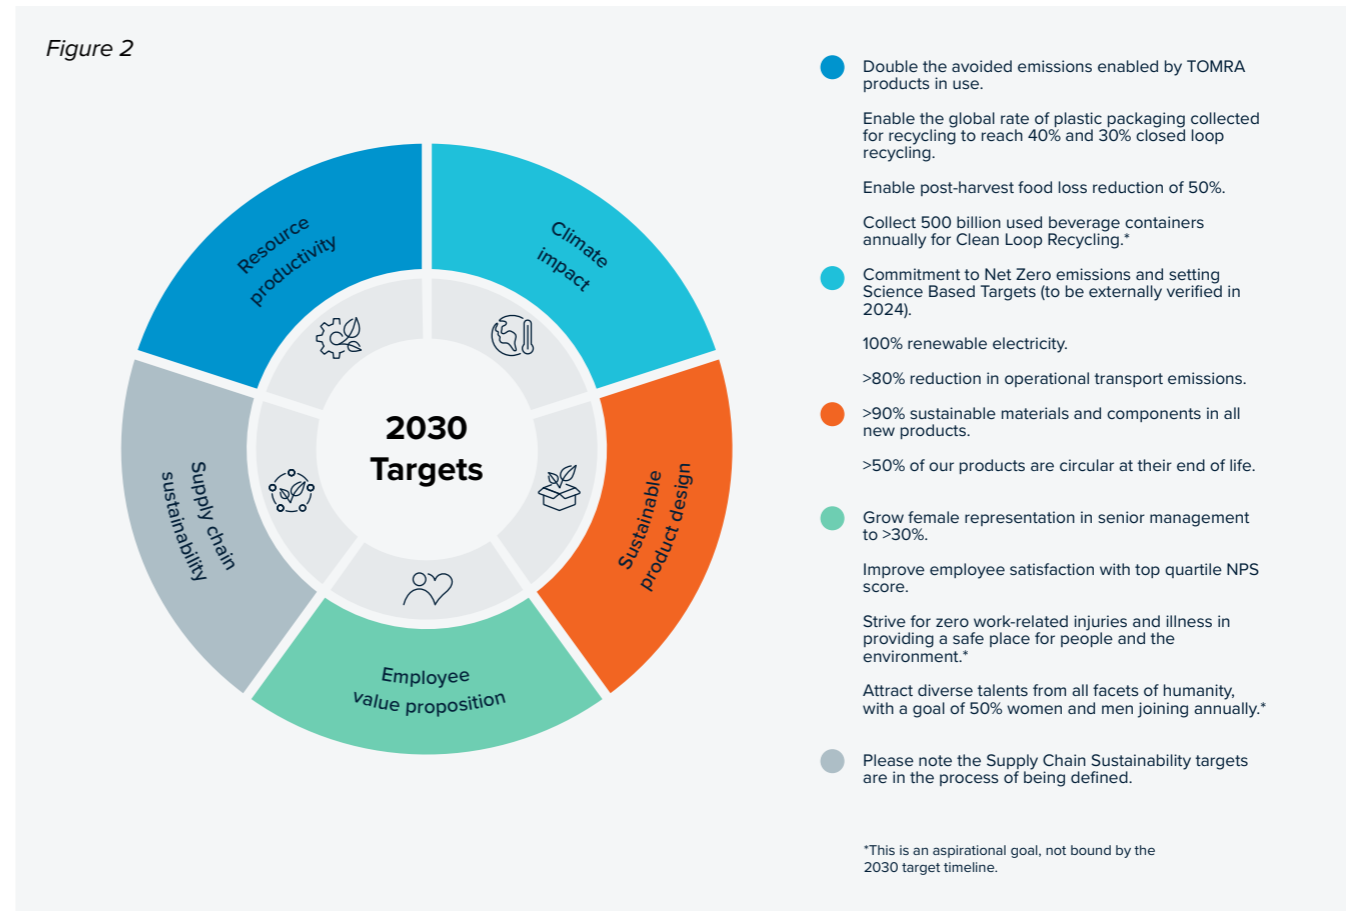 Figure 2
Resource
productivity
Climate
impact
Supply chain
sustainability
2030
Targets
Sustainable
product design
Employee
value proposition
Double the avoided emissions enabled by TOMRA
products in use.
Enable the global rate of plastic packaging collected
for recycling to reach 40% and 30% closed loop
recycling.
Enable post-harvest food loss reduction of 50%.
Collect 500 billion used beverage containers
annually for Clean Loop Recycling.*
Commitment to Net Zero emissions and setting
Science Based Targets (to be externally verified in
2024).
100% renewable electricity.
>80% reduction in operational transport emissions.
>90% sustainable materials and components in all
new products.
>50% of our products are circular at their end of life.
Grow female representation in senior management
to >30%.
Improve employee satisfaction with top quartile NPS
score.
Strive for zero work-related injuries and illness in
providing a safe place for people and the
environment.*
Attract diverse talents from all facets of humanity,
with a goal of 50% women and men joining annually.*
Please note the Supply Chain Sustainability targets
are in the process of being defined.
*This is an aspirational goal, not bound by the
2030 target timeline.